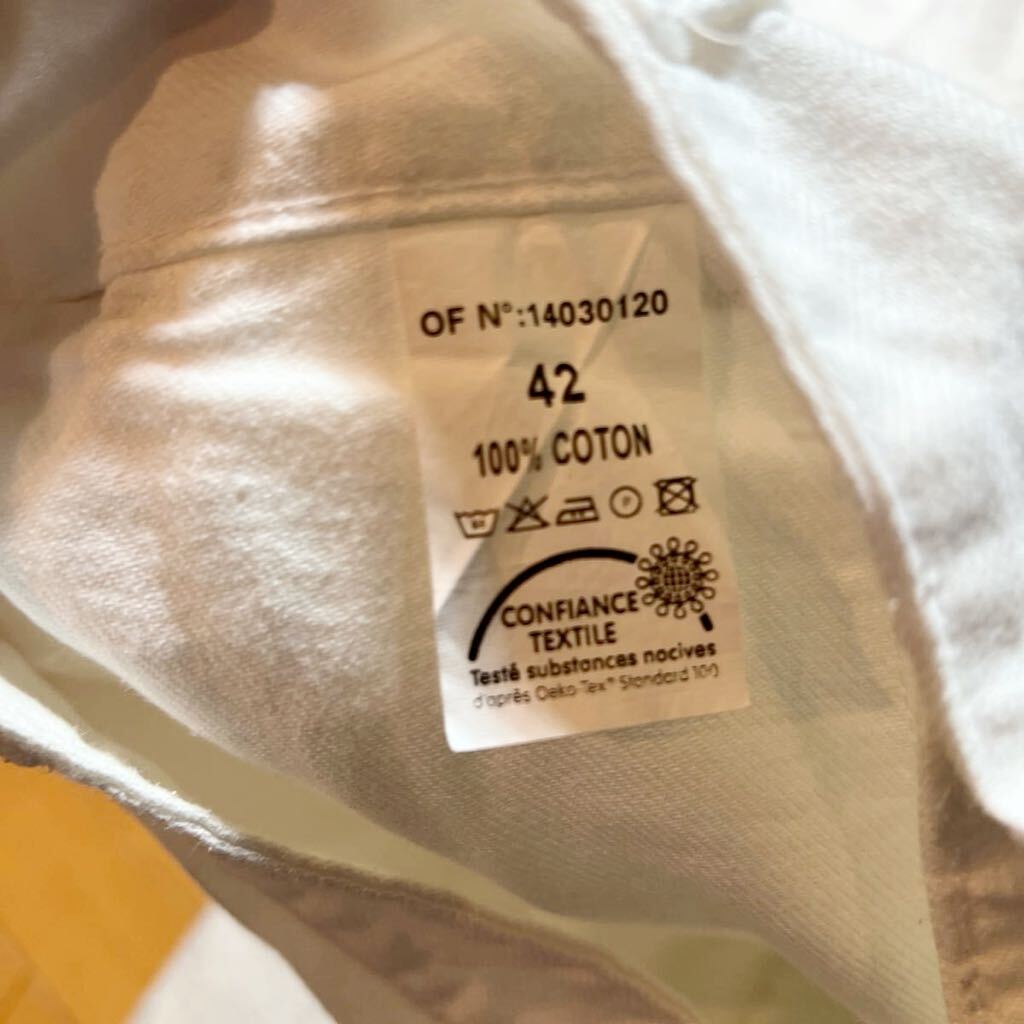 OF N°:14030120
42
100% COTON
P
CONFIANCE
TEXTILE
Testé substances nocives
d'après Oeko-Tex® Standard 100